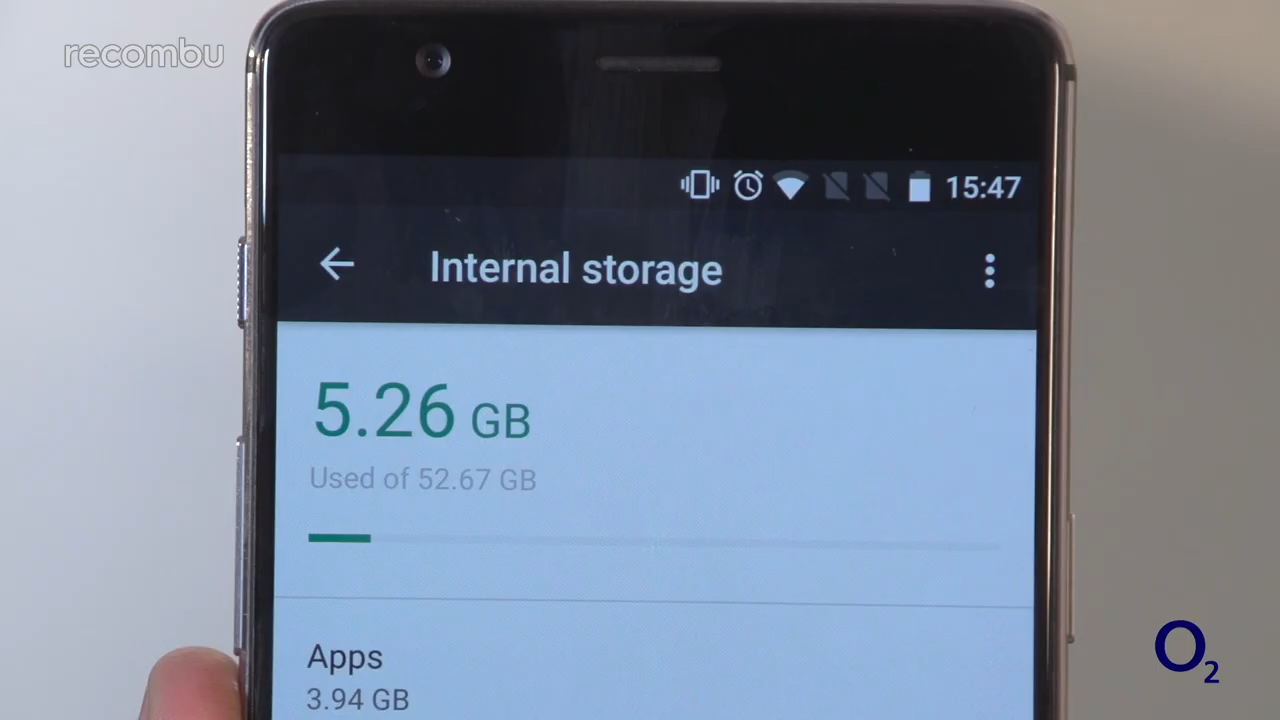 recombu
15:47
Internal storage
5.26 GB
Used of 52.67 GB
Apps
3.94 GB
O2